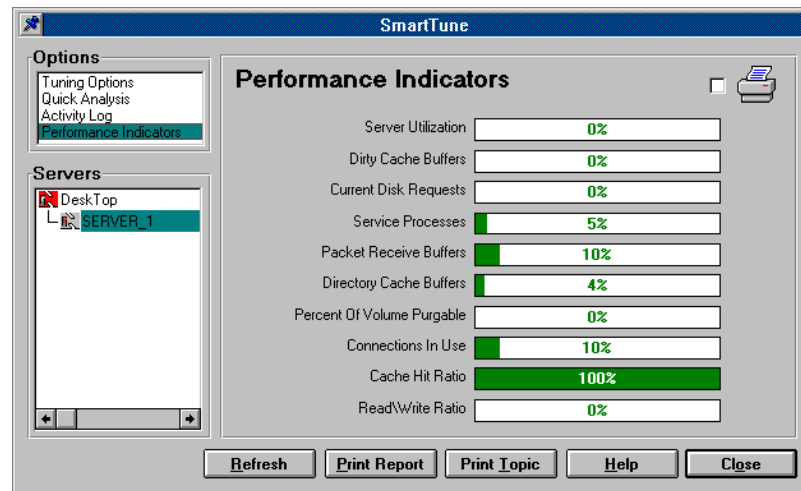 SmartTune
Options
Tuning Options
Quick Analysis
Activity Log
Performance Indicators
Servers
DeskTop
SERVER_1
Performance Indicators
Server Utilization 0%
Dirty Cache Buffers 0%
Current Disk Requests 0%
Service Processes 5%
Packet Receive Buffers 10%
Directory Cache Buffers 4%
Percent Of Volume Purgable 0%
Connections In Use 10%
Cache Hit Ratio 100%
Read\Write Ratio 0%
Refresh Print Report Print Topic Help Close